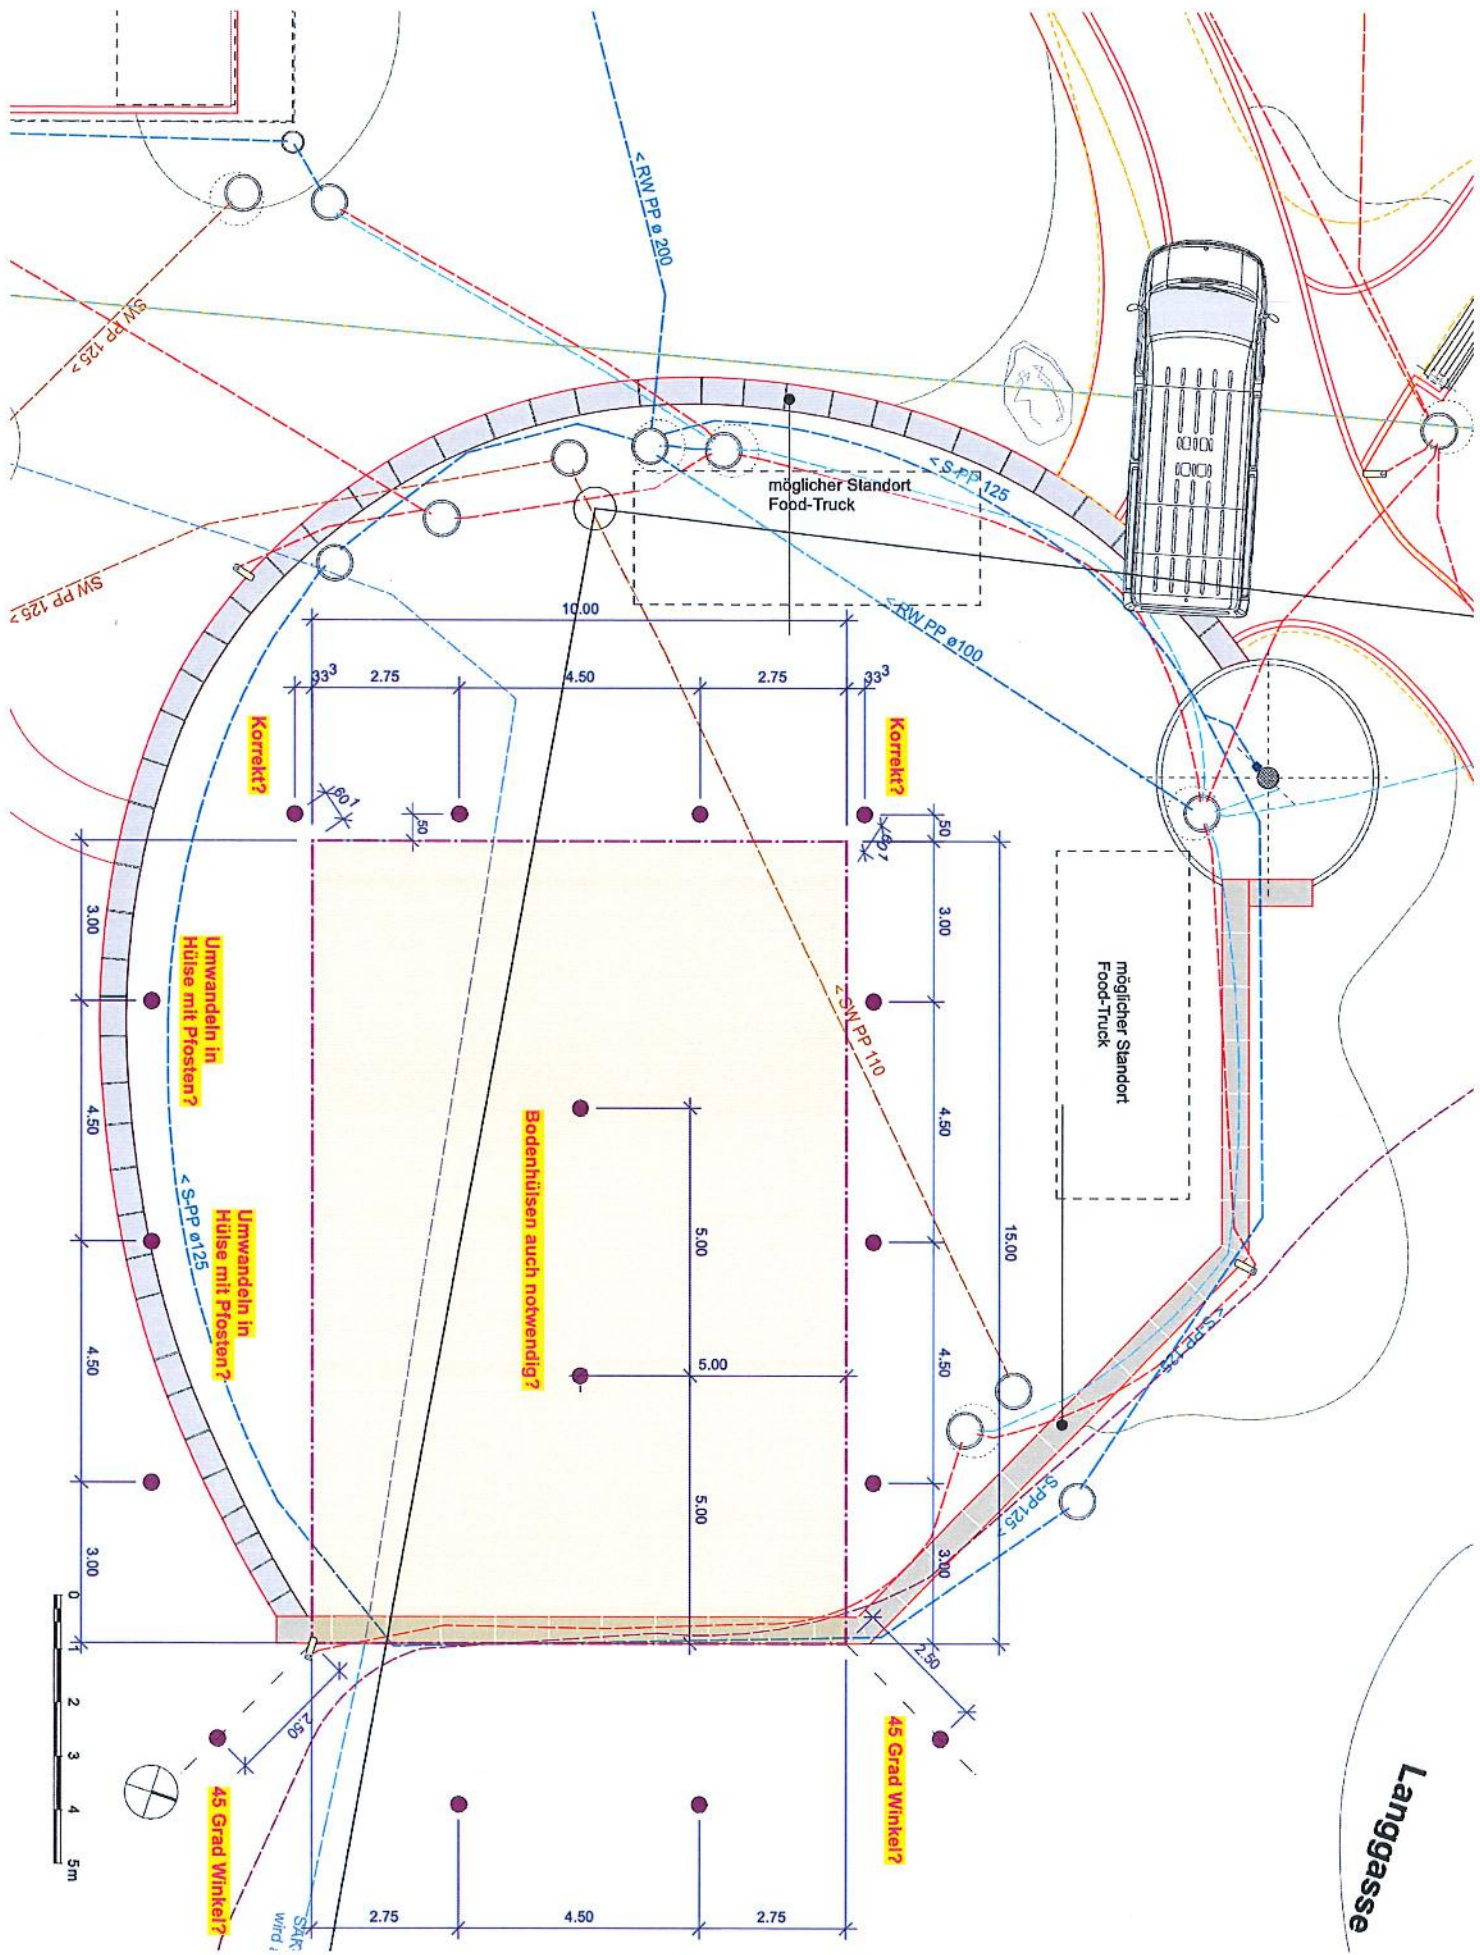 < RW PP ø 200
SW PP 125 >
SW PP 125 >
< S-PP 125
möglicher Standort
Food-Truck
< RW PP ø100
10.00
33³
2.75
4.50
2.75
33³
Korrekt?
Korrekt?
60¹
50
50
60¹
3.00
3.00
Umwandeln in
Hülse mit Pfosten?
möglicher Standort
Food-Truck
< SW PP 110
4.50
4.50
Bodenhülsen auch notwendig?
< S-PP ø125
Umwandeln in
Hülse mit Pfosten?
5.00
15.00
4.50
5.00
4.50
< S-PP 125
S-PP125 >
5.00
3.00
3.00
0
1
2
3
4
5m
2.50
2.50
45 Grad Winkel?
45 Grad Winkel?
Langgasse
2.75
4.50
2.75
wird